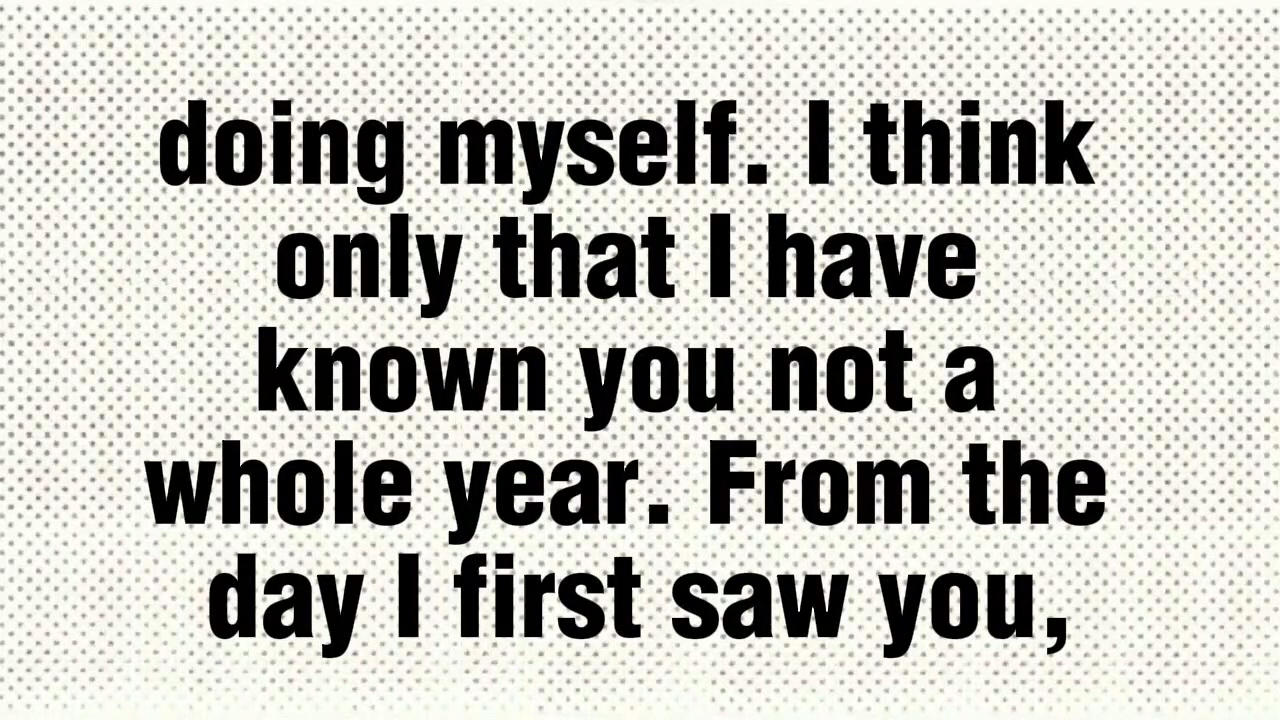 doing myself. I think
only that I have
known you not a
whole year. From the
day I first saw you,